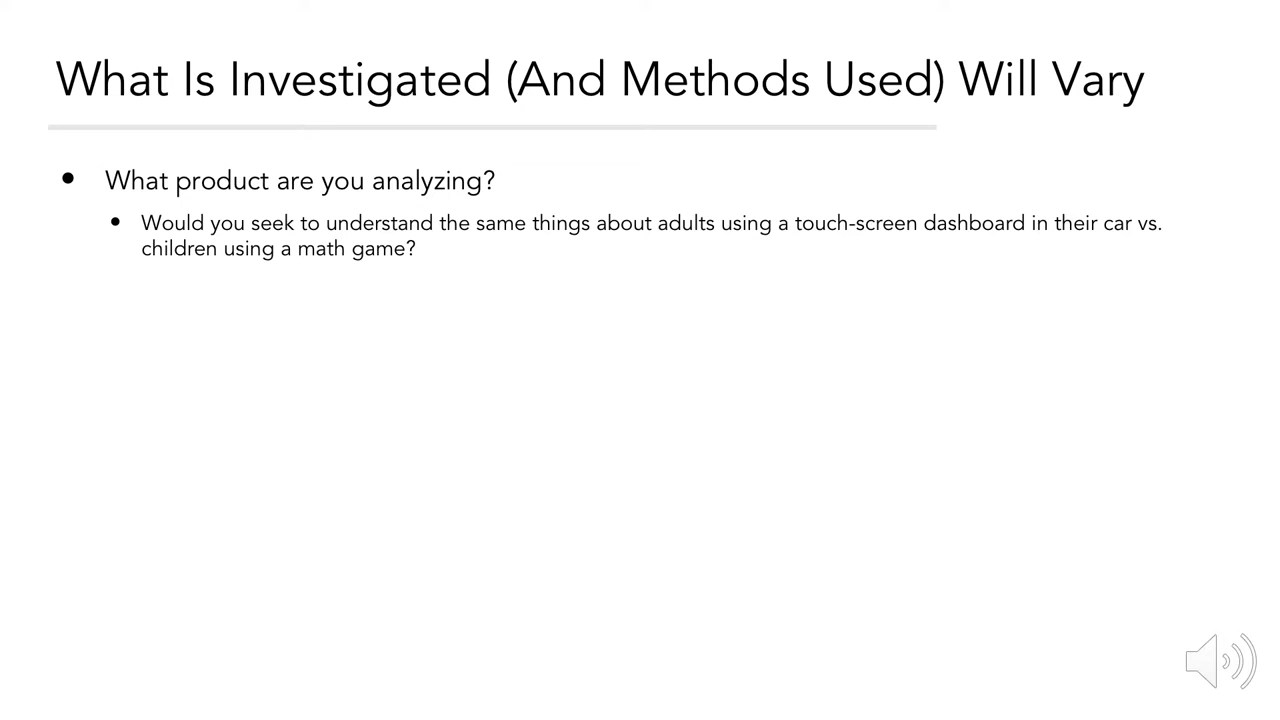 What Is Investigated (And Methods Used) Will Vary
• What product are you analyzing?
• Would you seek to understand the same things about adults using a touch-screen dashboard in their car vs.
children using a math game?